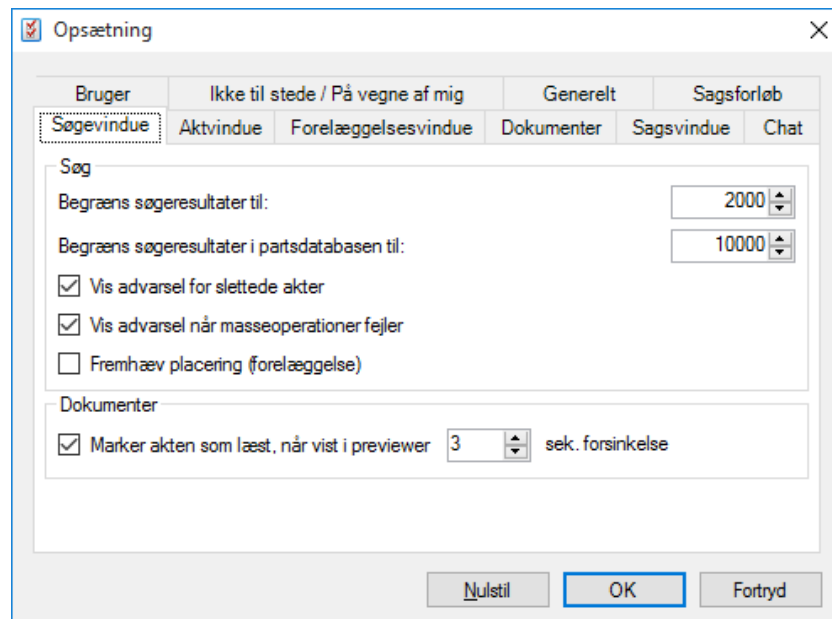 Opsætning
Bruger Ikke til stede / På vegne af mig Generelt Sagsforløb
Søgevindue Aktvindue Forelæggelsesvindue Dokumenter Sagsvindue Chat
Søg
Begræns søgeresultater til: 2000
Begræns søgeresultater i partsdatabasen til: 10000
Vis advarsel for slettede akter
Vis advarsel når masseoperationer fejler
Fremhæv placering (forelæggelse)
Dokumenter
Marker akten som læst, når vist i previewer 3 sek. forsinkelse
Nulstil OK Fortryd